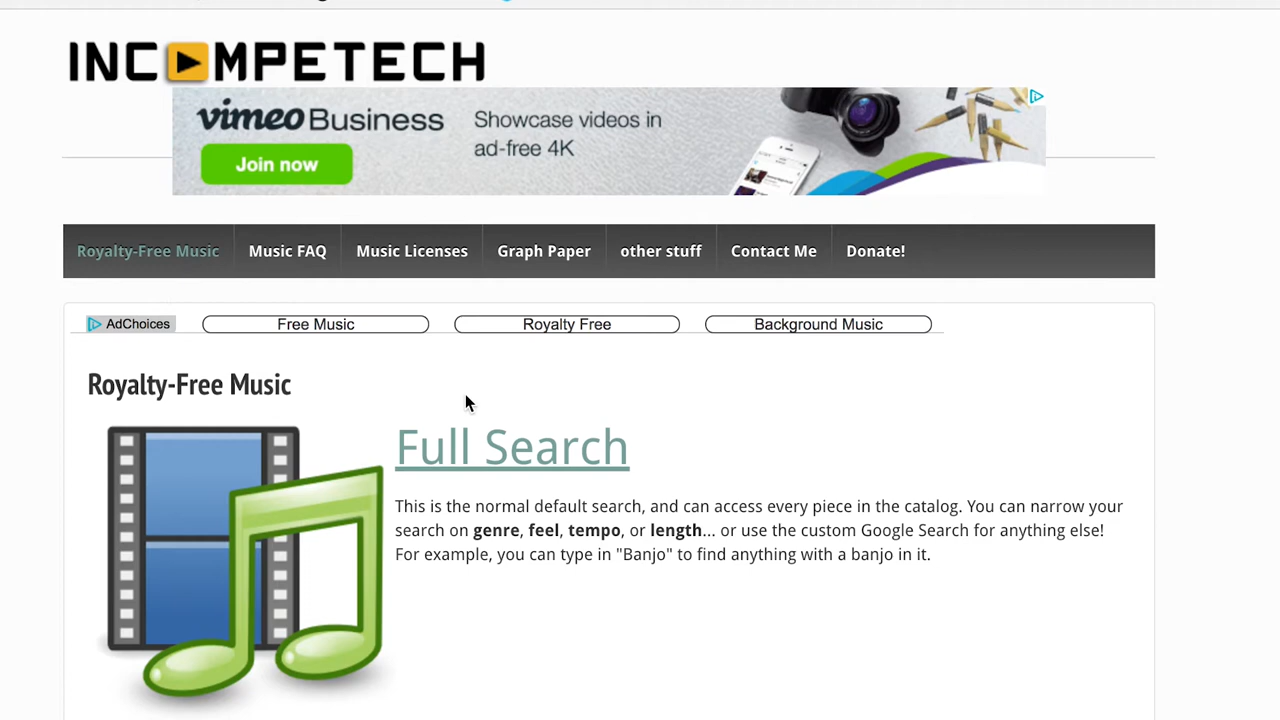 INCOMPETECH
vimeo Business
Showcase videos in
ad-free 4K
Join now
Royalty-Free Music
Music FAQ
Music Licenses
Graph Paper
other stuff
Contact Me
Donate!
AdChoices
Free Music
Royalty Free
Background Music
Royalty-Free Music
Full Search
This is the normal default search, and can access every piece in the catalog. You can narrow your
search on genre, feel, tempo, or length... or use the custom Google Search for anything else!
For example, you can type in "Banjo" to find anything with a banjo in it.